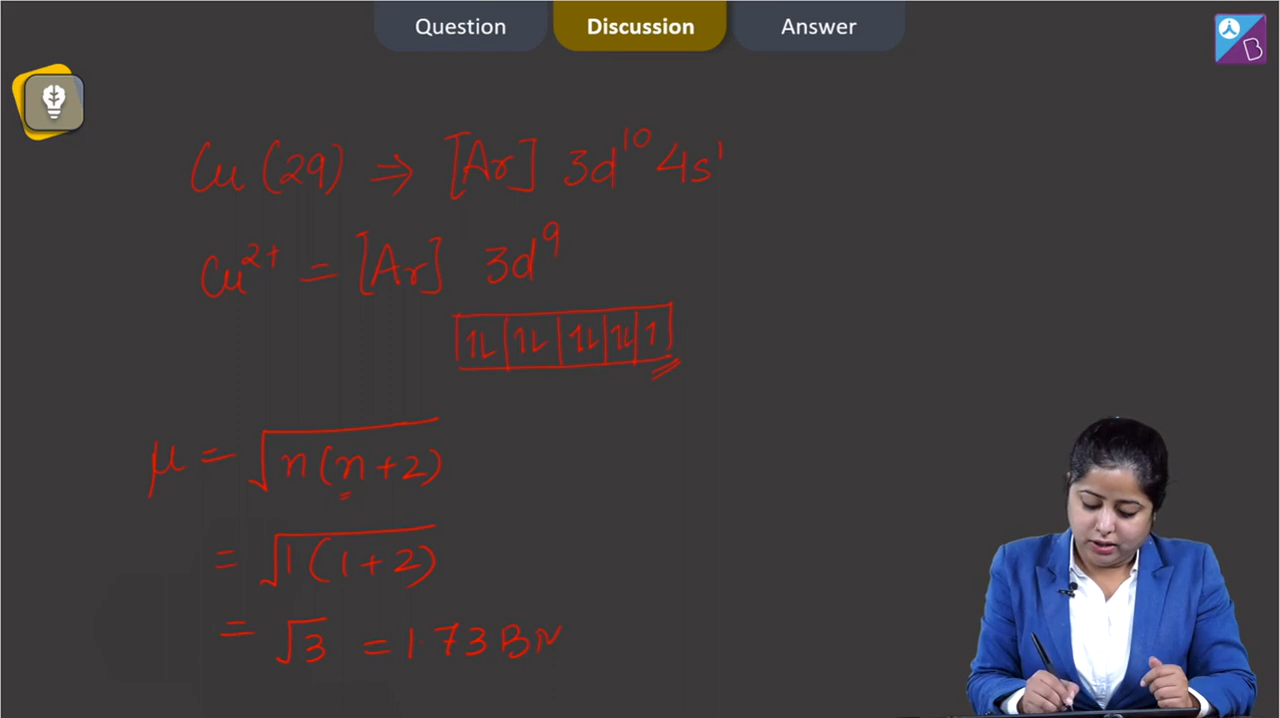 Question Discussion Answer
B
Cu (29) ⇒ [Ar] 3d¹⁰ 4s¹
Cu²⁺ = [Ar] 3d⁹
1L 1L 1L 1L 1
μ = √n(n+2)
= √1(1+2)
= √3 = 1.73 BM